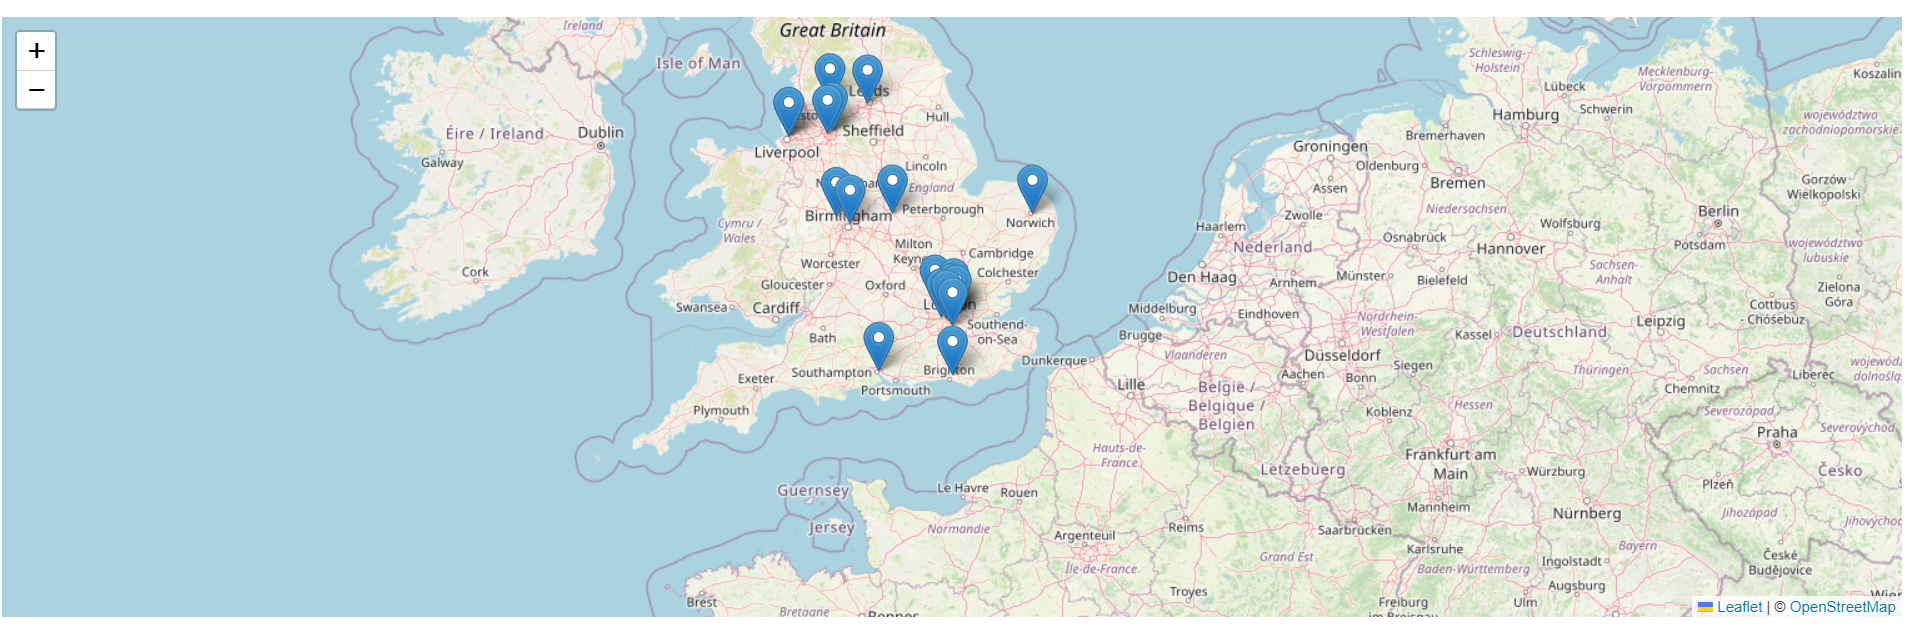 +
−
Great Britain
Ireland
Isle of Man
Éire / Ireland
Dublin
Galway
Cork
Leeds
Hull
Sheffield
Liverpool
Lincoln
England
Birmingham
Peterborough
Norwich
Cymru /
Wales
Milton
Keynes
Cambridge
Colchester
Worcester
Gloucester
Oxford
Swansea
Cardiff
London
Southend-
on-Sea
Bath
Southampton
Brighton
Portsmouth
Exeter
Plymouth
Guernsey
Jersey
Dunkerque
Lille
Brugge
Middelburg
Vlaanderen
België /
Belgique /
Belgien
Hauts-de-
France
Le Havre
Rouen
Normandie
Argenteuil
Île-de-France
Reims
Grand Est
Troyes
Brest
Bretagne
Rennes
Letzebuerg
Groningen
Assen
Zwolle
Haarlem
Nederland
Den Haag
Arnhem
Eindhoven
Schleswig-
Holstein
Mecklenburg-
Vorpommern
Lübeck
Schwerin
Hamburg
Bremerhaven
Oldenburg
Bremen
Niedersachsen
Wolfsburg
Osnabrück
Hannover
Münster
Bielefeld
Sachsen-
Anhalt
Berlin
Potsdam
Nordrhein-
Westfalen
Kassel
Deutschland
Leipzig
Cottbus
- Chóśebuz
Düsseldorf
Siegen
Thüringen
Sachsen
Aachen
Bonn
Chemnitz
Koblenz
Hessen
Frankfurt am
Main
Würzburg
Mannheim
Nürnberg
Saarbrücken
Karlsruhe
Baden-Württemberg
Bayern
Ingolstadt
Augsburg
Ulm
Freiburg
im Breisgau
Koszalin
województwo
zachodniopomorskie
Gorzów
Wielkopolski
województwo
lubuskie
Zielona
Góra
Liberec
Severozápad
Praha
Severovýchod
Česko
Plzeň
Jihozápad
České
Budějovice
Leaflet | © OpenStreetMap